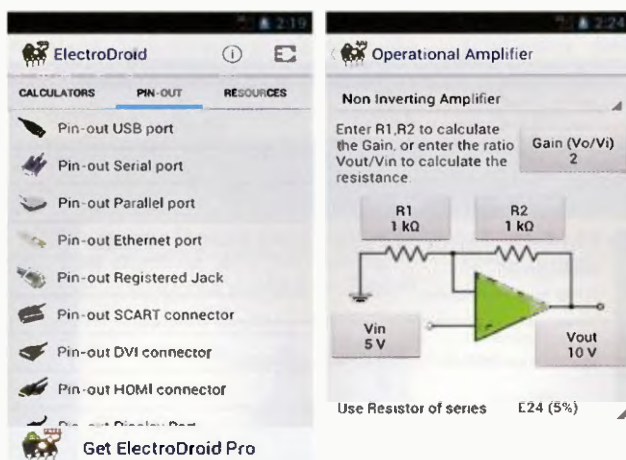 2:19
ElectroDroid
CALCULATORS PIN-OUT RESOURCES
Pin-out USB port
Pin-out Serial port
Pin-out Parallel port
Pin-out Ethernet port
Pin-out Registered Jack
Pin-out SCART connector
Pin-out DVI connector
Pin-out HDMI connector
Pin-out Display Port
Get ElectroDroid Pro
2:24
Operational Amplifier
Non Inverting Amplifier
Enter R1,R2 to calculate
the Gain, or enter the ratio
Vout/Vin to calculate the
resistance.
Gain (Vo/Vi)
2
R1
1 kΩ
R2
1 kΩ
Vin
5 V
Vout
10 V
Use Resistor of series E24 (5%)